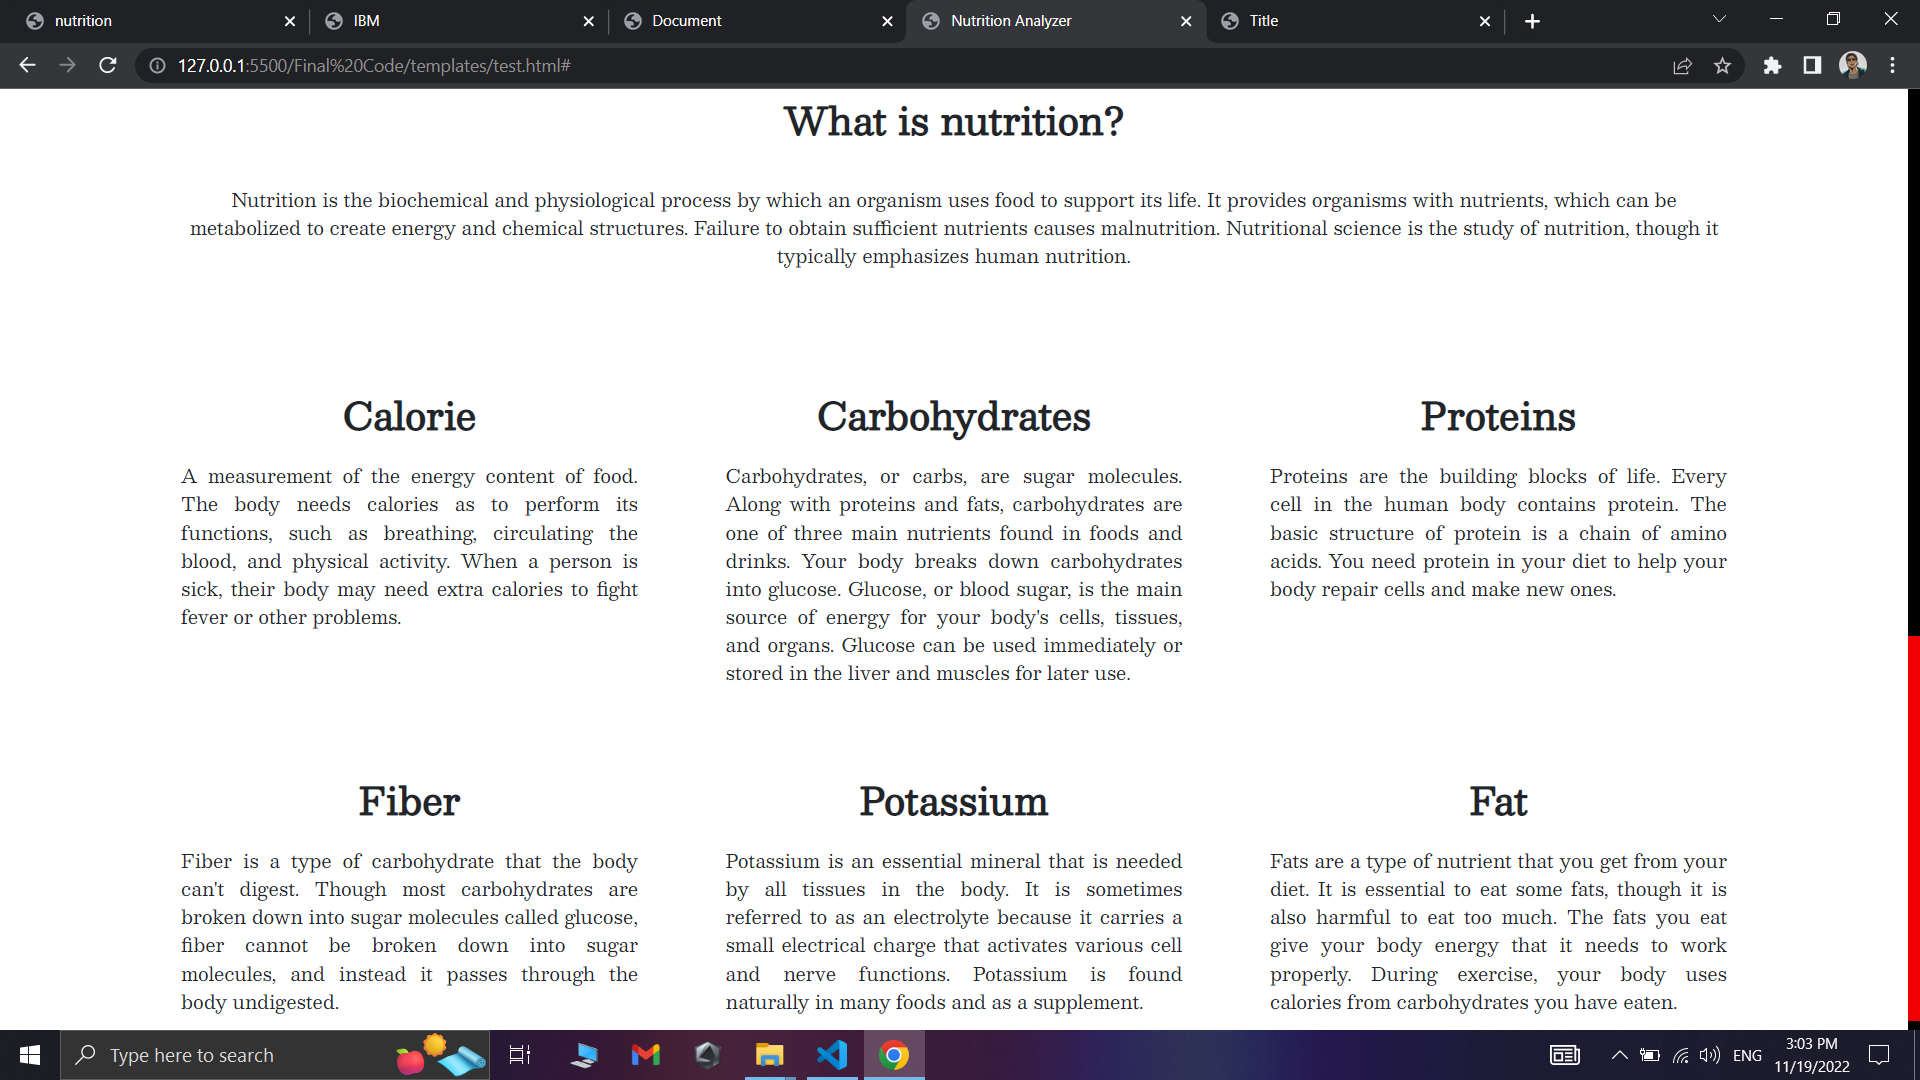 nutrition
IBM
Document
Nutrition Analyzer
Title
127.0.0.1:5500/Final%20Code/templates/test.html#
What is nutrition?
Nutrition is the biochemical and physiological process by which an organism uses food to support its life. It provides organisms with nutrients, which can be
metabolized to create energy and chemical structures. Failure to obtain sufficient nutrients causes malnutrition. Nutritional science is the study of nutrition, though it
typically emphasizes human nutrition.
Calorie
A measurement of the energy content of food.
The body needs calories as to perform its
functions, such as breathing, circulating the
blood, and physical activity. When a person is
sick, their body may need extra calories to fight
fever or other problems.
Carbohydrates
Carbohydrates, or carbs, are sugar molecules.
Along with proteins and fats, carbohydrates are
one of three main nutrients found in foods and
drinks. Your body breaks down carbohydrates
into glucose. Glucose, or blood sugar, is the main
source of energy for your body's cells, tissues,
and organs. Glucose can be used immediately or
stored in the liver and muscles for later use.
Proteins
Proteins are the building blocks of life. Every
cell in the human body contains protein. The
basic structure of protein is a chain of amino
acids. You need protein in your diet to help your
body repair cells and make new ones.
Fiber
Fiber is a type of carbohydrate that the body
can't digest. Though most carbohydrates are
broken down into sugar molecules called glucose,
fiber cannot be broken down into sugar
molecules, and instead it passes through the
body undigested.
Potassium
Potassium is an essential mineral that is needed
by all tissues in the body. It is sometimes
referred to as an electrolyte because it carries a
small electrical charge that activates various cell
and nerve functions. Potassium is found
naturally in many foods and as a supplement.
Fat
Fats are a type of nutrient that you get from your
diet. It is essential to eat some fats, though it is
also harmful to eat too much. The fats you eat
give your body energy that it needs to work
properly. During exercise, your body uses
calories from carbohydrates you have eaten.
Type here to search
ENG
3:03 PM
11/19/2022